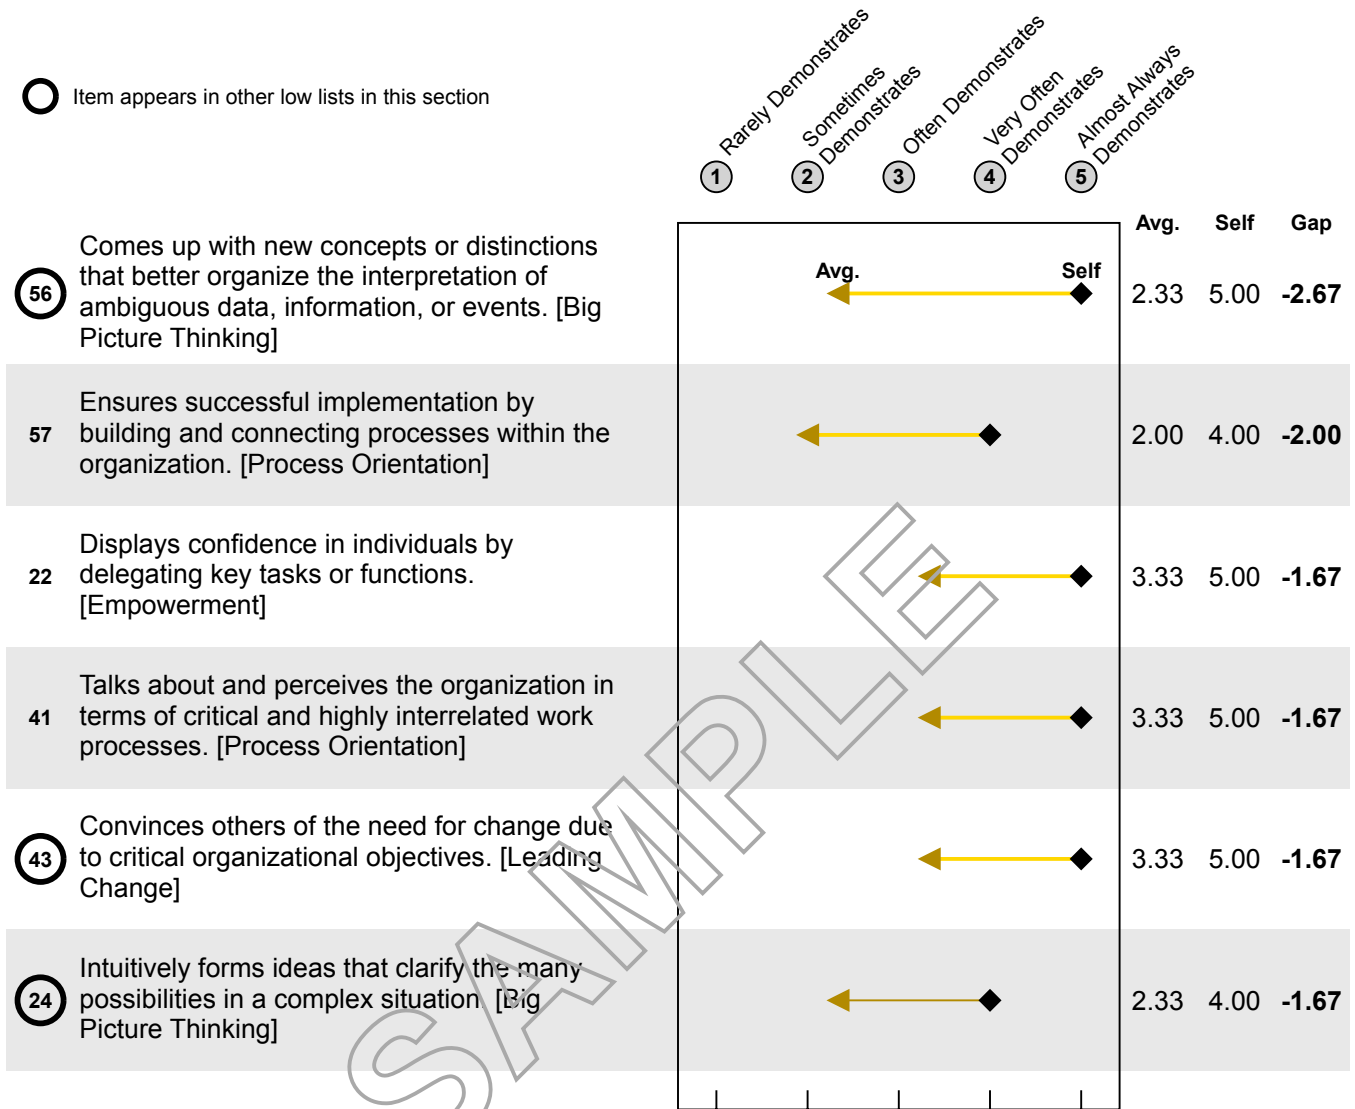 Item appears in other low lists in this section
Rarely Demonstrates
Sometimes
Demonstrates
Often Demonstrates
Very Often
Demonstrates
Almost Always
Demonstrates
1 2 3 4 5
Avg. Self Gap
Avg. Self
56
Comes up with new concepts or distinctions
that better organize the interpretation of
ambiguous data, information, or events. [Big
Picture Thinking]
2.33 5.00 -2.67
57
Ensures successful implementation by
building and connecting processes within the
organization. [Process Orientation]
2.00 4.00 -2.00
22
Displays confidence in individuals by
delegating key tasks or functions.
[Empowerment]
3.33 5.00 -1.67
41
Talks about and perceives the organization in
terms of critical and highly interrelated work
processes. [Process Orientation]
3.33 5.00 -1.67
43
Convinces others of the need for change due
to critical organizational objectives. [Leading
Change]
3.33 5.00 -1.67
24
Intuitively forms ideas that clarify the many
possibilities in a complex situation. [Big
Picture Thinking]
2.33 4.00 -1.67
SAMPLE